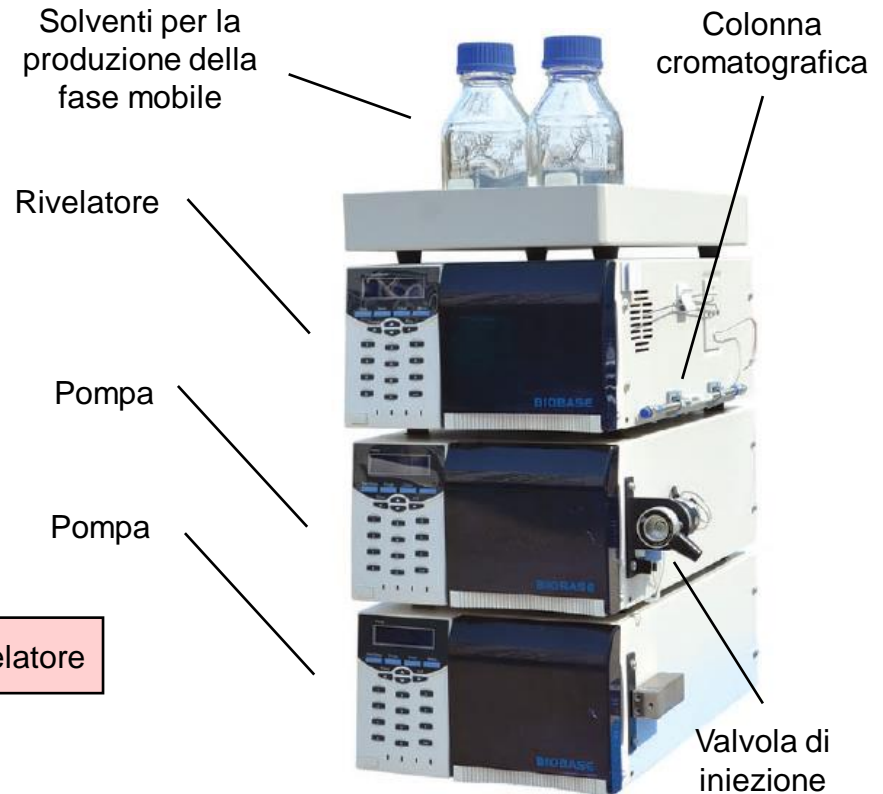 Solventi per la
produzione della
fase mobile
Colonna
cromatografica
Rivelatore
BIOBASE
Pompa
Pompa
BIOBASE
elatore
BIOBASE
Valvola di
iniezione